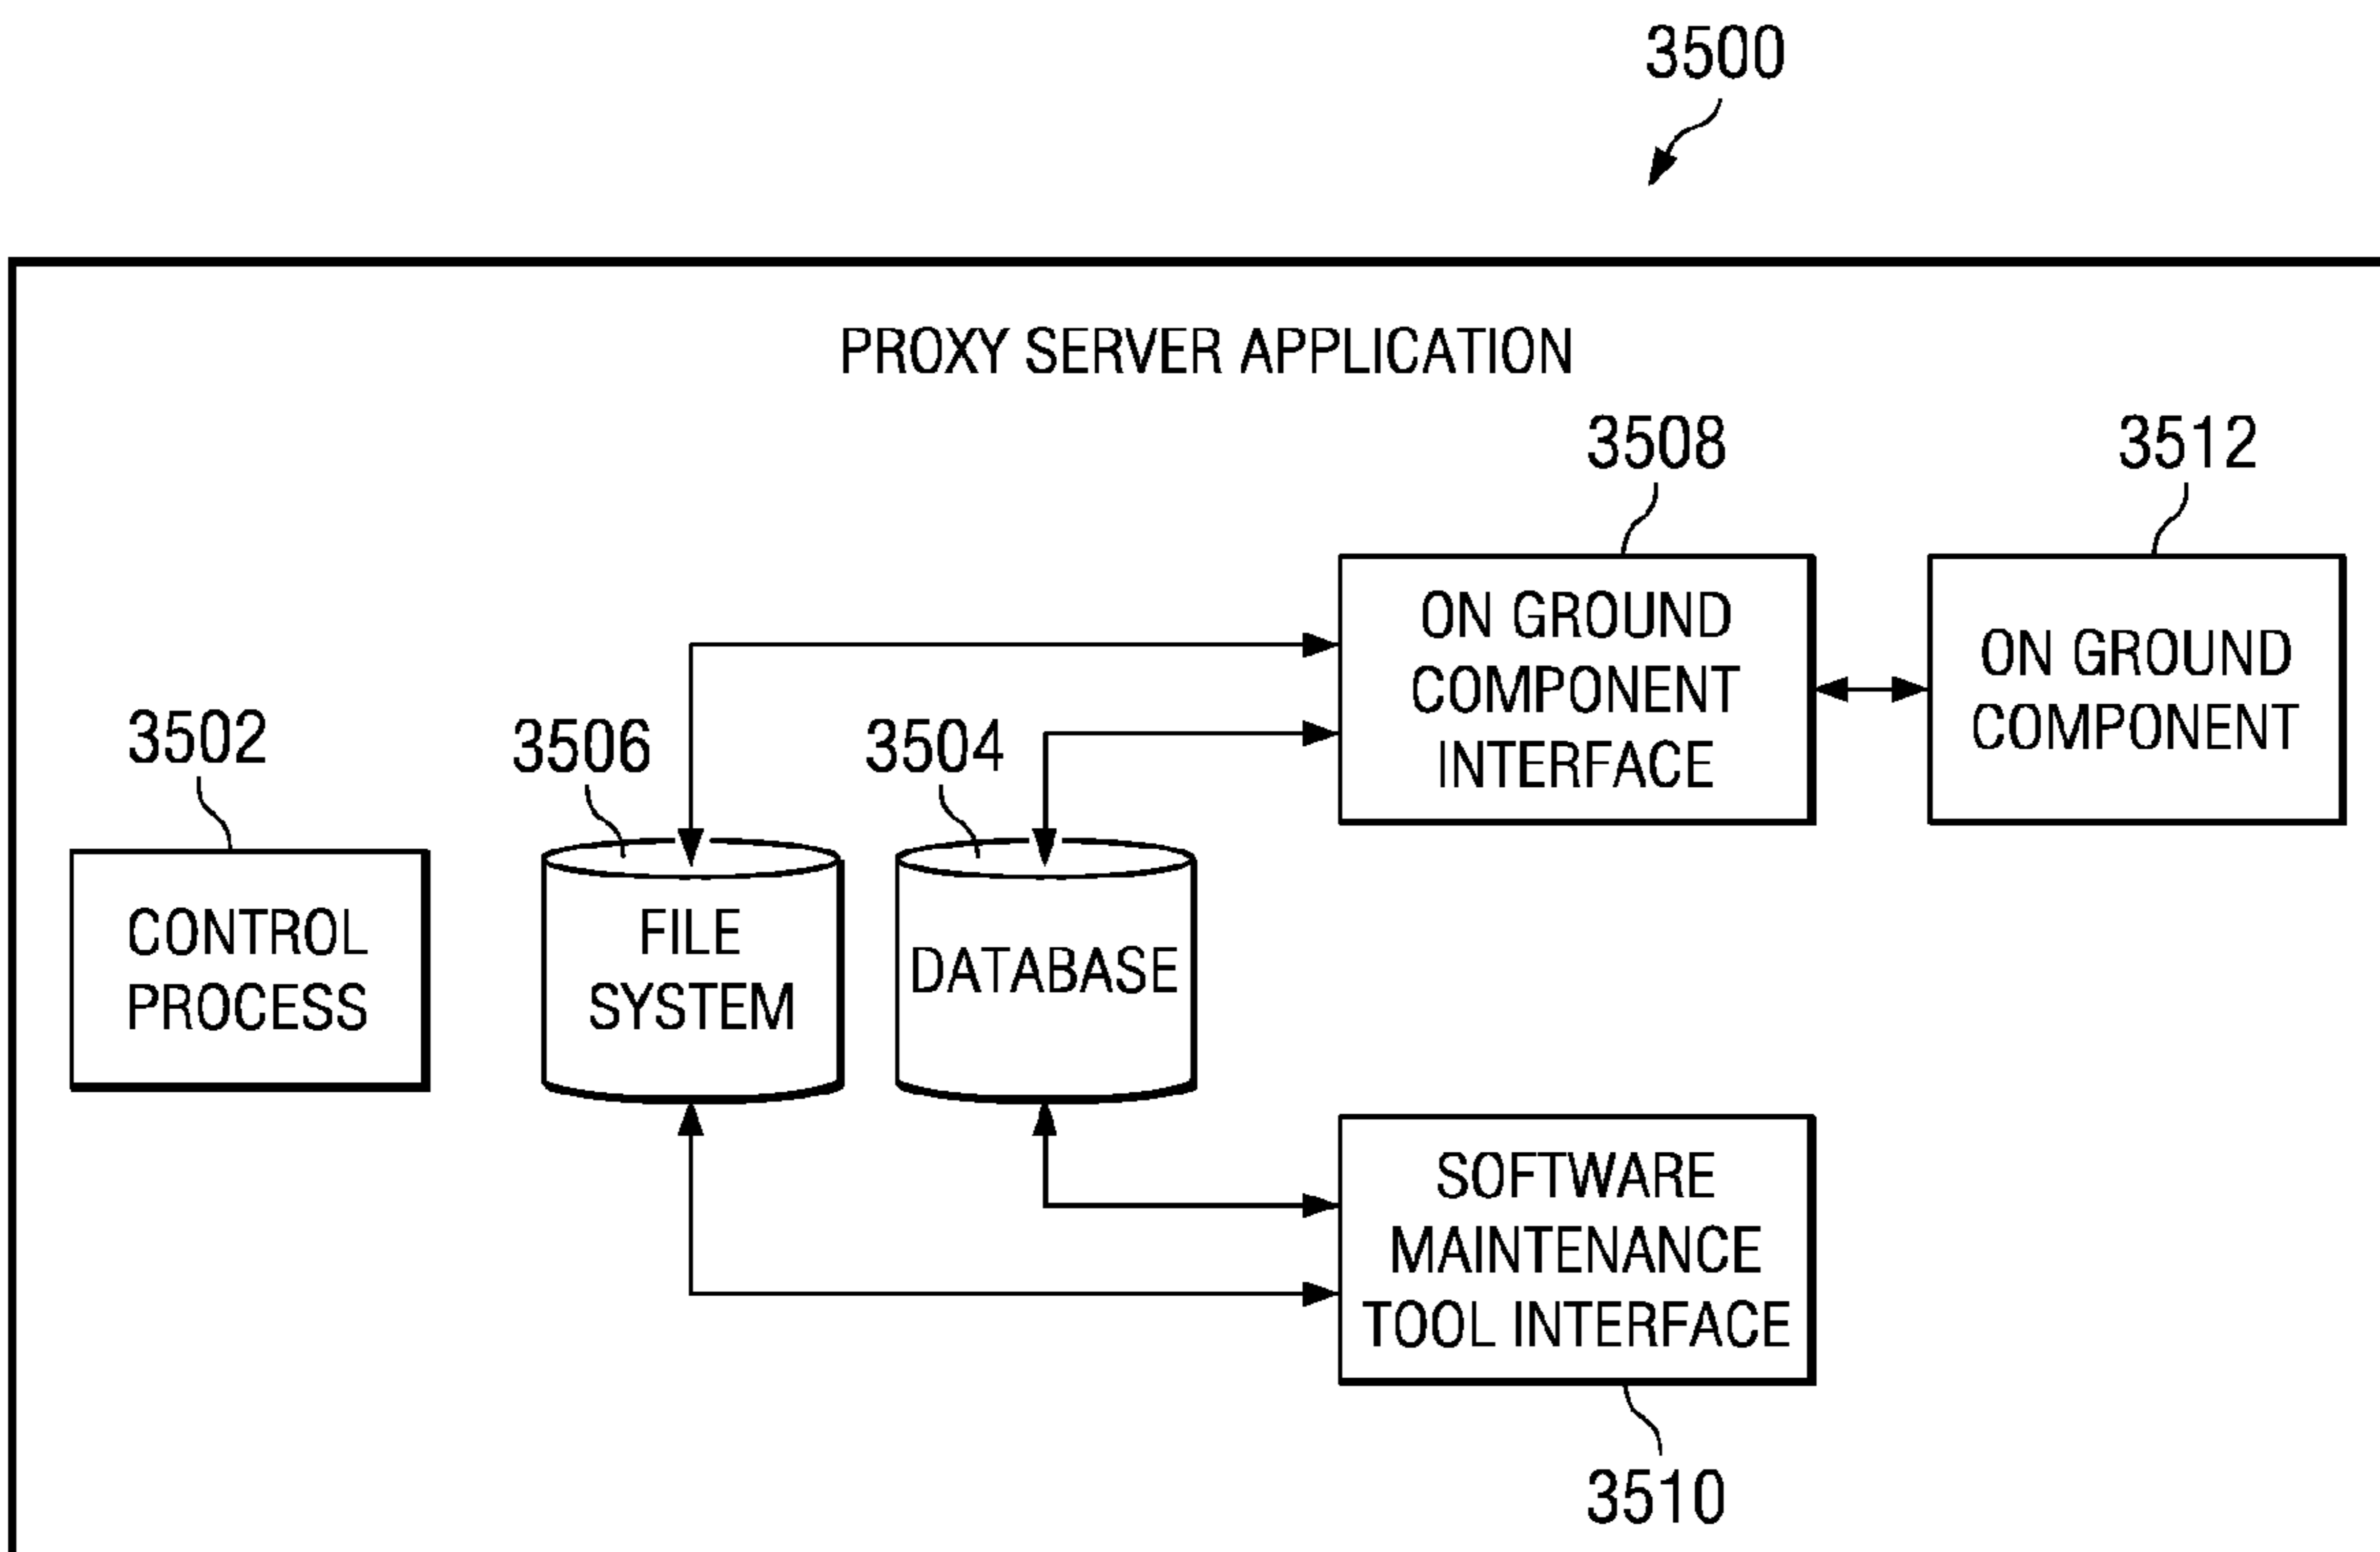 3500
PROXY SERVER APPLICATION
3508
3512
ON GROUND
COMPONENT
INTERFACE
ON GROUND
COMPONENT
3502
3506
3504
CONTROL
PROCESS
FILE
SYSTEM
DATABASE
SOFTWARE
MAINTENANCE
TOOL INTERFACE
3510